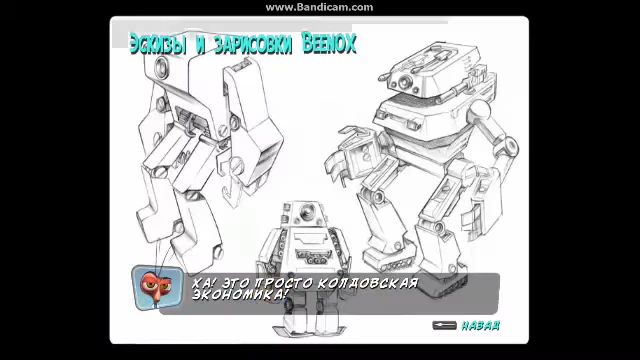 www.Bandicam.com
Эскизы и зарисовки Beenox
ХА! ЭТО ПРОСТО КОЛДОВСКАЯ
ЭКОНОМИКА!
НАЗАД